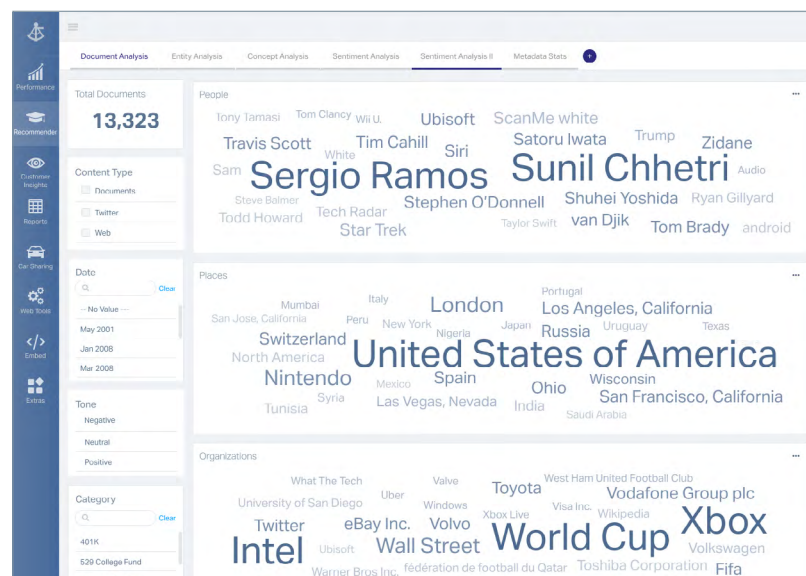 Document Analysis
Entity Analysis
Concept Analysis
Sentiment Analysis
Sentiment Analysis II
Metadata Stats
Performance
Recommender
Customer
Insights
Reports
Car Sharing
Web Tools
Embed
Extras
Total Documents
13,323
Content Type
Documents
Twitter
Web
Date
Clear
-- No Value ---
May 2001
Jan 2008
Mar 2008
Tone
Negative
Neutral
Positive
Category
Clear
401K
529 College Fund
People
Tony Tamasi
Tom Clancy
Wii U.
Ubisoft
ScanMe white
Travis Scott
White
Tim Cahill
Siri
Satoru Iwata
Trump
Zidane
Sam
Sergio Ramos
Sunil Chhetri
Audio
Steve Balmer
Stephen O'Donnell
Shuhei Yoshida
Ryan Gillyard
Todd Howard
Tech Radar
Star Trek
Taylor Swift
van Djik
Tom Brady
android
Places
Portugal
Mumbai
Italy
London
Los Angeles, California
San Jose, California
Peru
New York
Nigeria
Japan
Russia
Uruguay
Texas
Switzerland
North America
United States of America
Nintendo
Mexico
Spain
Ohio
Wisconsin
Syria
Tunisia
Las Vegas, Nevada
India
San Francisco, California
Saudi Arabia
Organizations
What The Tech
Valve
Toyota
West Ham United Football Club
Uber
Vodafone Group plc
University of San Diego
Windows
Xbox Live
Visa Inc.
Wikipedia
Twitter
eBay Inc.
Volvo
World Cup
Xbox
Intel
Ubisoft
Wall Street
Volkswagen
Warner Bros Inc.
fédération de football du Qatar
Toshiba Corporation
Fifa